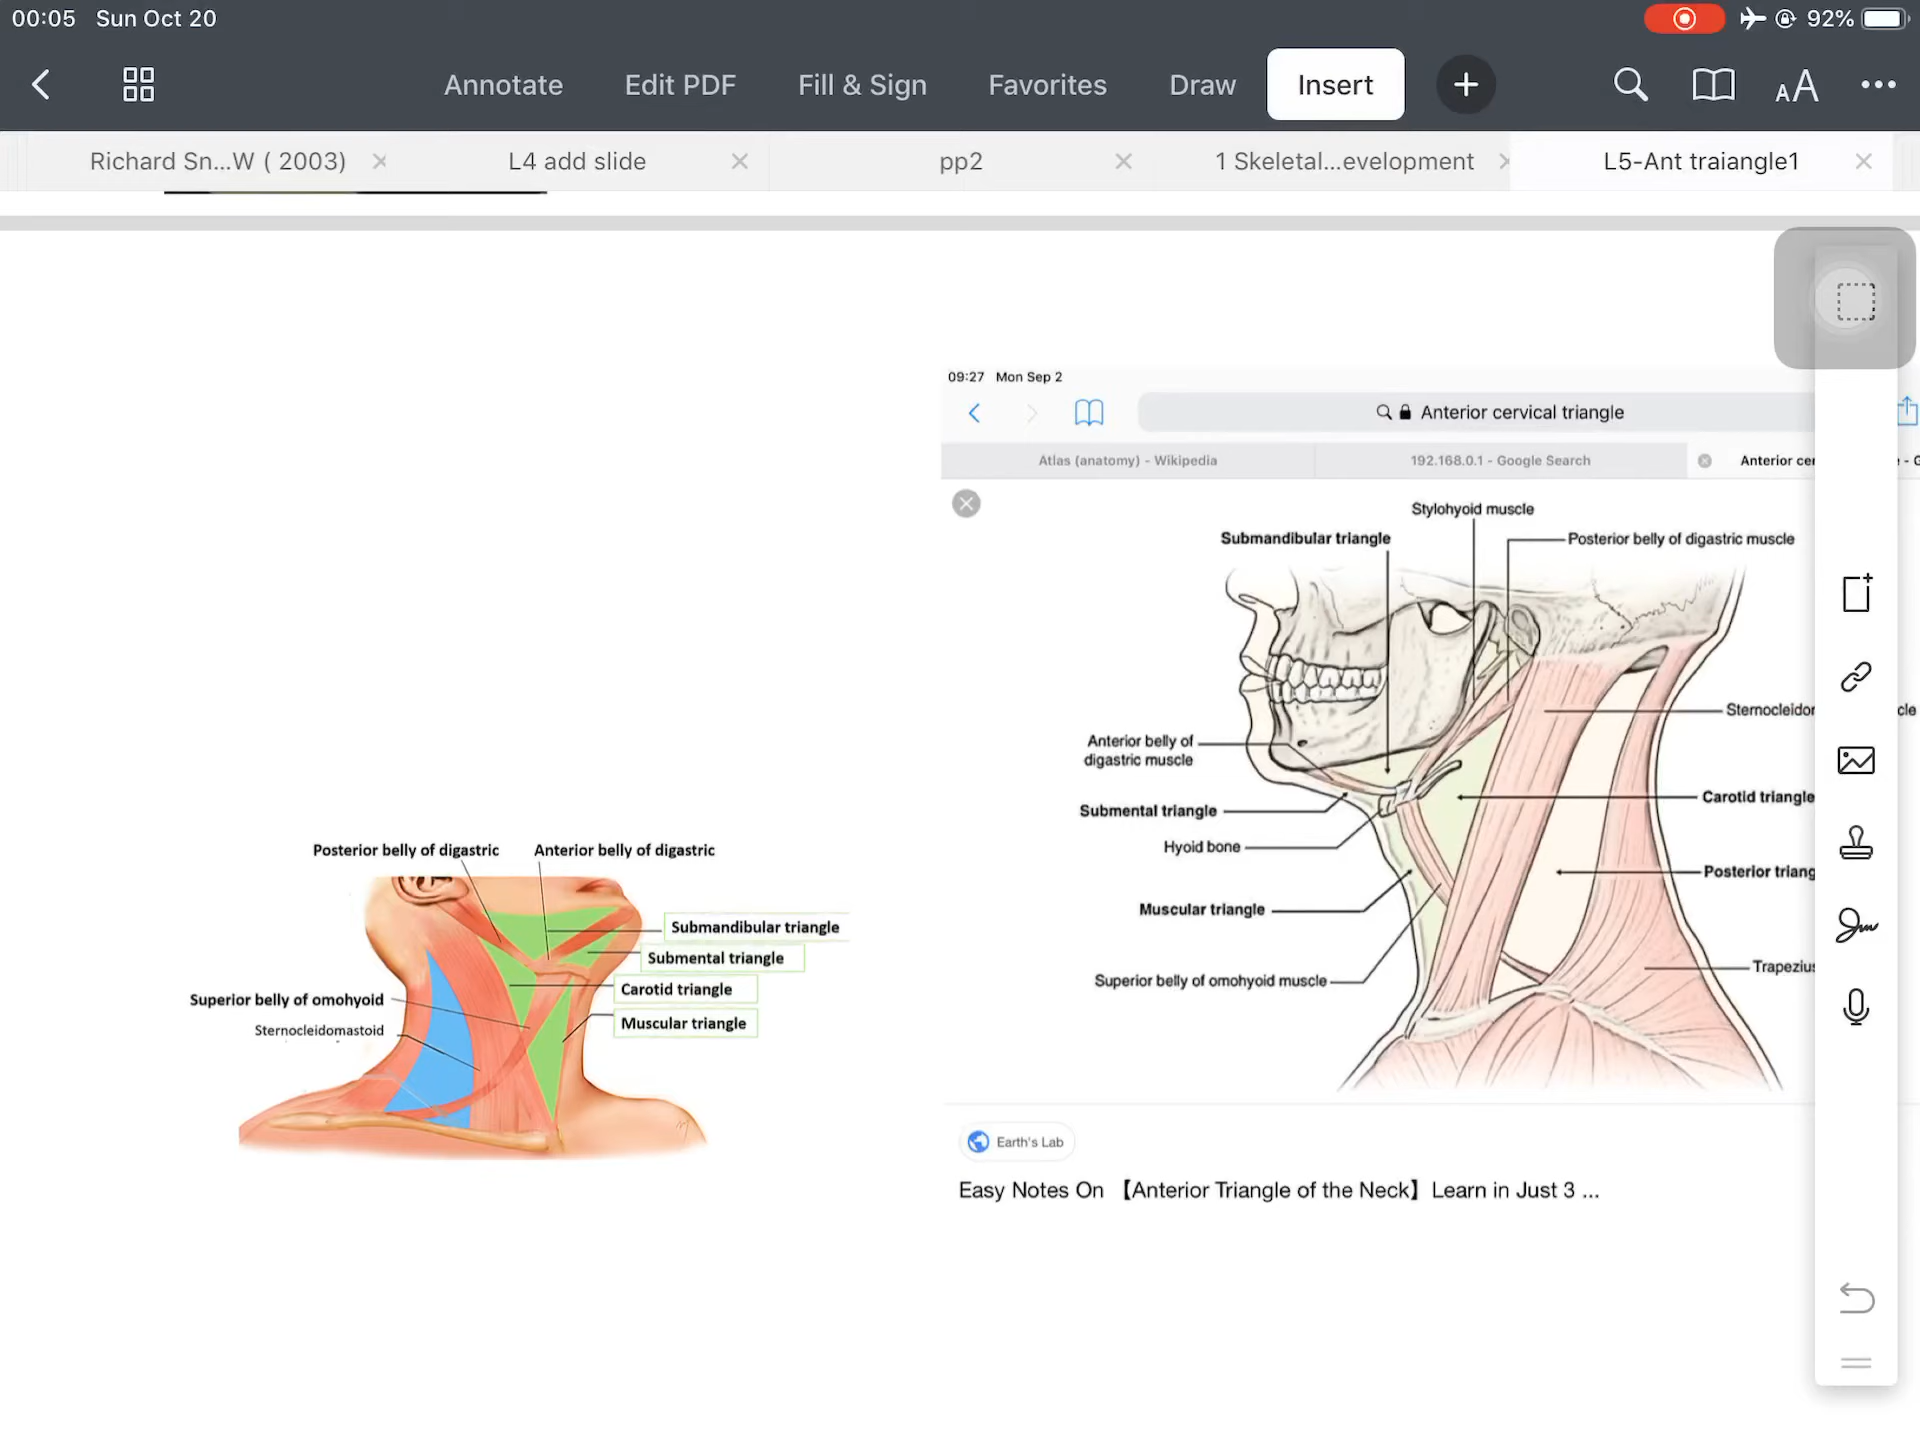 00:05 Sun Oct 20
92%
Annotate Edit PDF Fill & Sign Favorites Draw Insert
Richard Sn...W ( 2003) L4 add slide pp2 1 Skeletal...evelopment L5-Ant traiangle1
09:27 Mon Sep 2
Anterior cervical triangle
Atlas (anatomy) - Wikipedia 192.168.0.1 - Google Search Anterior cer - G
Stylohyoid muscle
Submandibular triangle
Posterior belly of digastric muscle
Sternocleidom cle
Anterior belly of
digastric muscle
Submental triangle
Carotid triangle
Hyoid bone
Posterior triang
Muscular triangle
Trapezius
Superior belly of omohyoid muscle
Posterior belly of digastric Anterior belly of digastric
Submandibular triangle
Submental triangle
Carotid triangle
Superior belly of omohyoid
Muscular triangle
Sternocleidomastoid
Earth's Lab
Easy Notes On 【Anterior Triangle of the Neck】 Learn in Just 3 ...